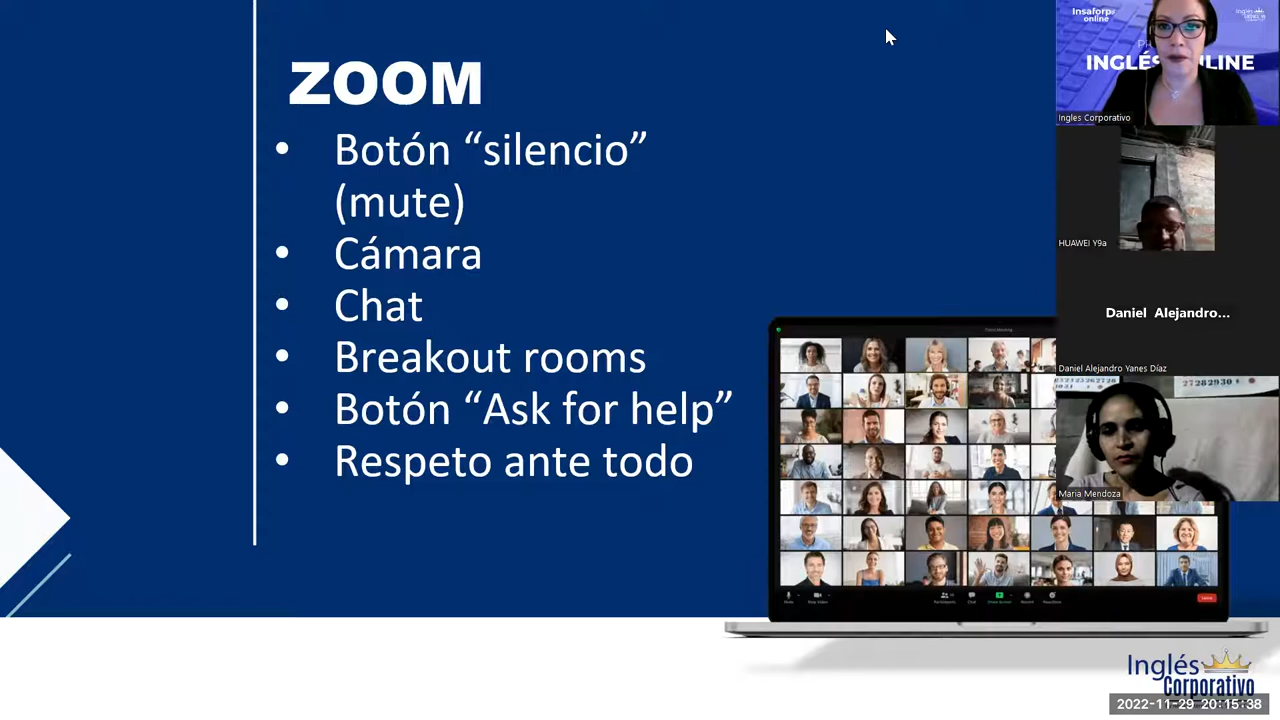 ZOOM
• Botón “silencio”
(mute)
• Cámara
• Chat
• Breakout rooms
• Botón “Ask for help”
• Respeto ante todo
Insaforp
online
INGLÉS ONLINE
Ingles Corporativo
HUAWEI Y9a
Daniel Alejandro...
Daniel Alejandro Yanes Díaz
27282930
Maria Mendoza
Inglés
Corporativo
2022-11-29 20:15:38